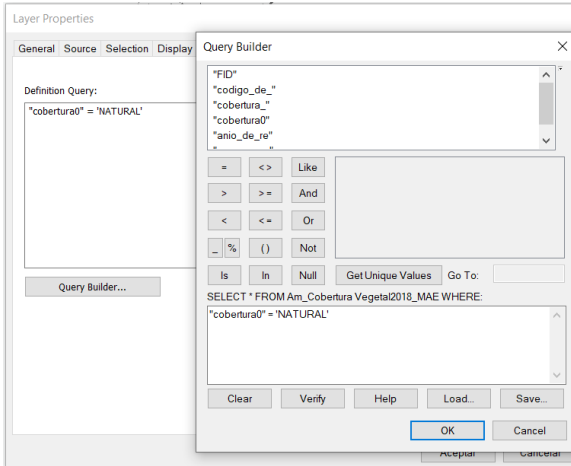 Layer Properties
General Source Selection Display
Definition Query:
"cobertura0" = 'NATURAL'
Query Builder...
Query Builder
"FID"
"codigo_de_"
"cobertura_"
"cobertura0"
"anio_de_re"
= <> Like
> > = And
< < = Or
_ % () Not
Is In Null Get Unique Values Go To:
SELECT * FROM Am_Cobertura Vegetal2018_MAE WHERE:
"cobertura0" = 'NATURAL'
Clear Verify Help Load... Save...
OK Cancel
Aceptar Cancelar